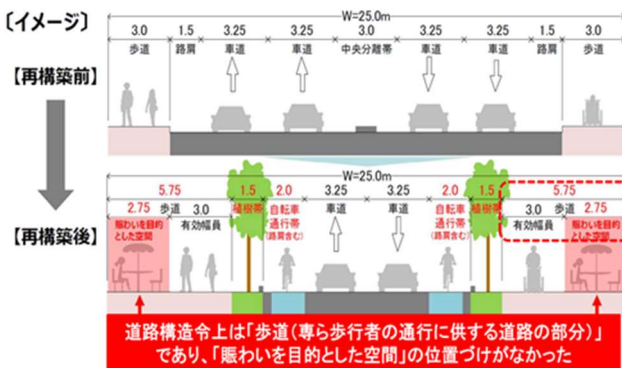 〔イメージ〕
W=25.0m
3.0 1.5 3.25 3.25 3.0 3.25 3.25 1.5 3.0
歩道 路肩 車道 車道 中央分離帯 車道 車道 路肩 歩道
【再構築前】
W=25.0m
5.75 1.5 2.0 3.25 3.25 2.0 1.5 5.75
2.75 歩道 3.0 植樹帯 自転車 車道 車道 自転車 植樹帯 3.0 歩道 2.75
【再構築後】
賑わいを目的 有効幅員 通行帯 通行帯 有効幅員 賑わいを目的
とした空間 (路肩含む) (路肩含む) とした空間
道路構造令上は「歩道(専ら歩行者の通行に供する道路の部分)」
であり、「賑わいを目的とした空間」の位置づけがなかった